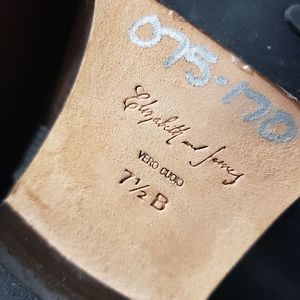 075-170
Elizabeth and James
VERO CUOIO
7½ B